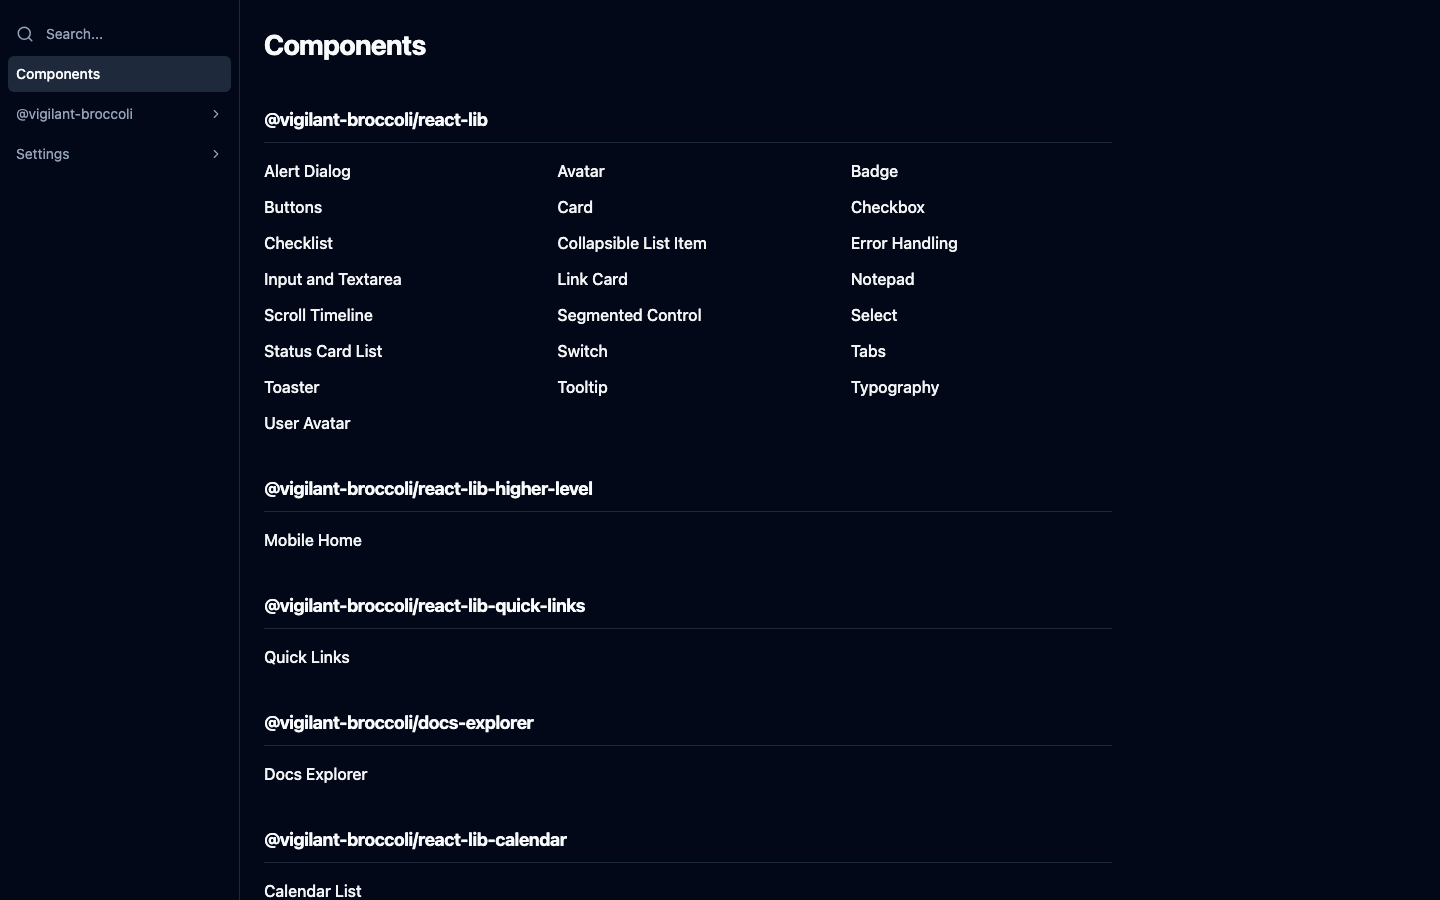 Search...
Components
@vigilant-broccoli
Settings
Components
@vigilant-broccoli/react-lib
Alert Dialog Avatar Badge
Buttons Card Checkbox
Checklist Collapsible List Item Error Handling
Input and Textarea Link Card Notepad
Scroll Timeline Segmented Control Select
Status Card List Switch Tabs
Toaster Tooltip Typography
User Avatar
@vigilant-broccoli/react-lib-higher-level
Mobile Home
@vigilant-broccoli/react-lib-quick-links
Quick Links
@vigilant-broccoli/docs-explorer
Docs Explorer
@vigilant-broccoli/react-lib-calendar
Calendar List